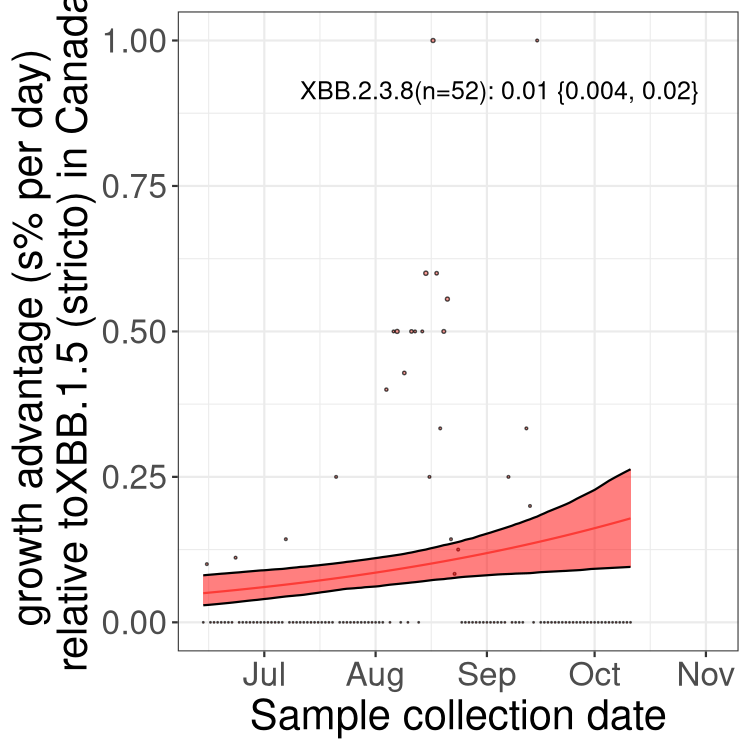 growth advantage (s% per day)
relative toXBB.1.5 (stricto) in Canada
1.00
0.75
0.50
0.25
0.00
XBB.2.3.8(n=52): 0.01 {0.004, 0.02}
Jul Aug Sep Oct Nov
Sample collection date